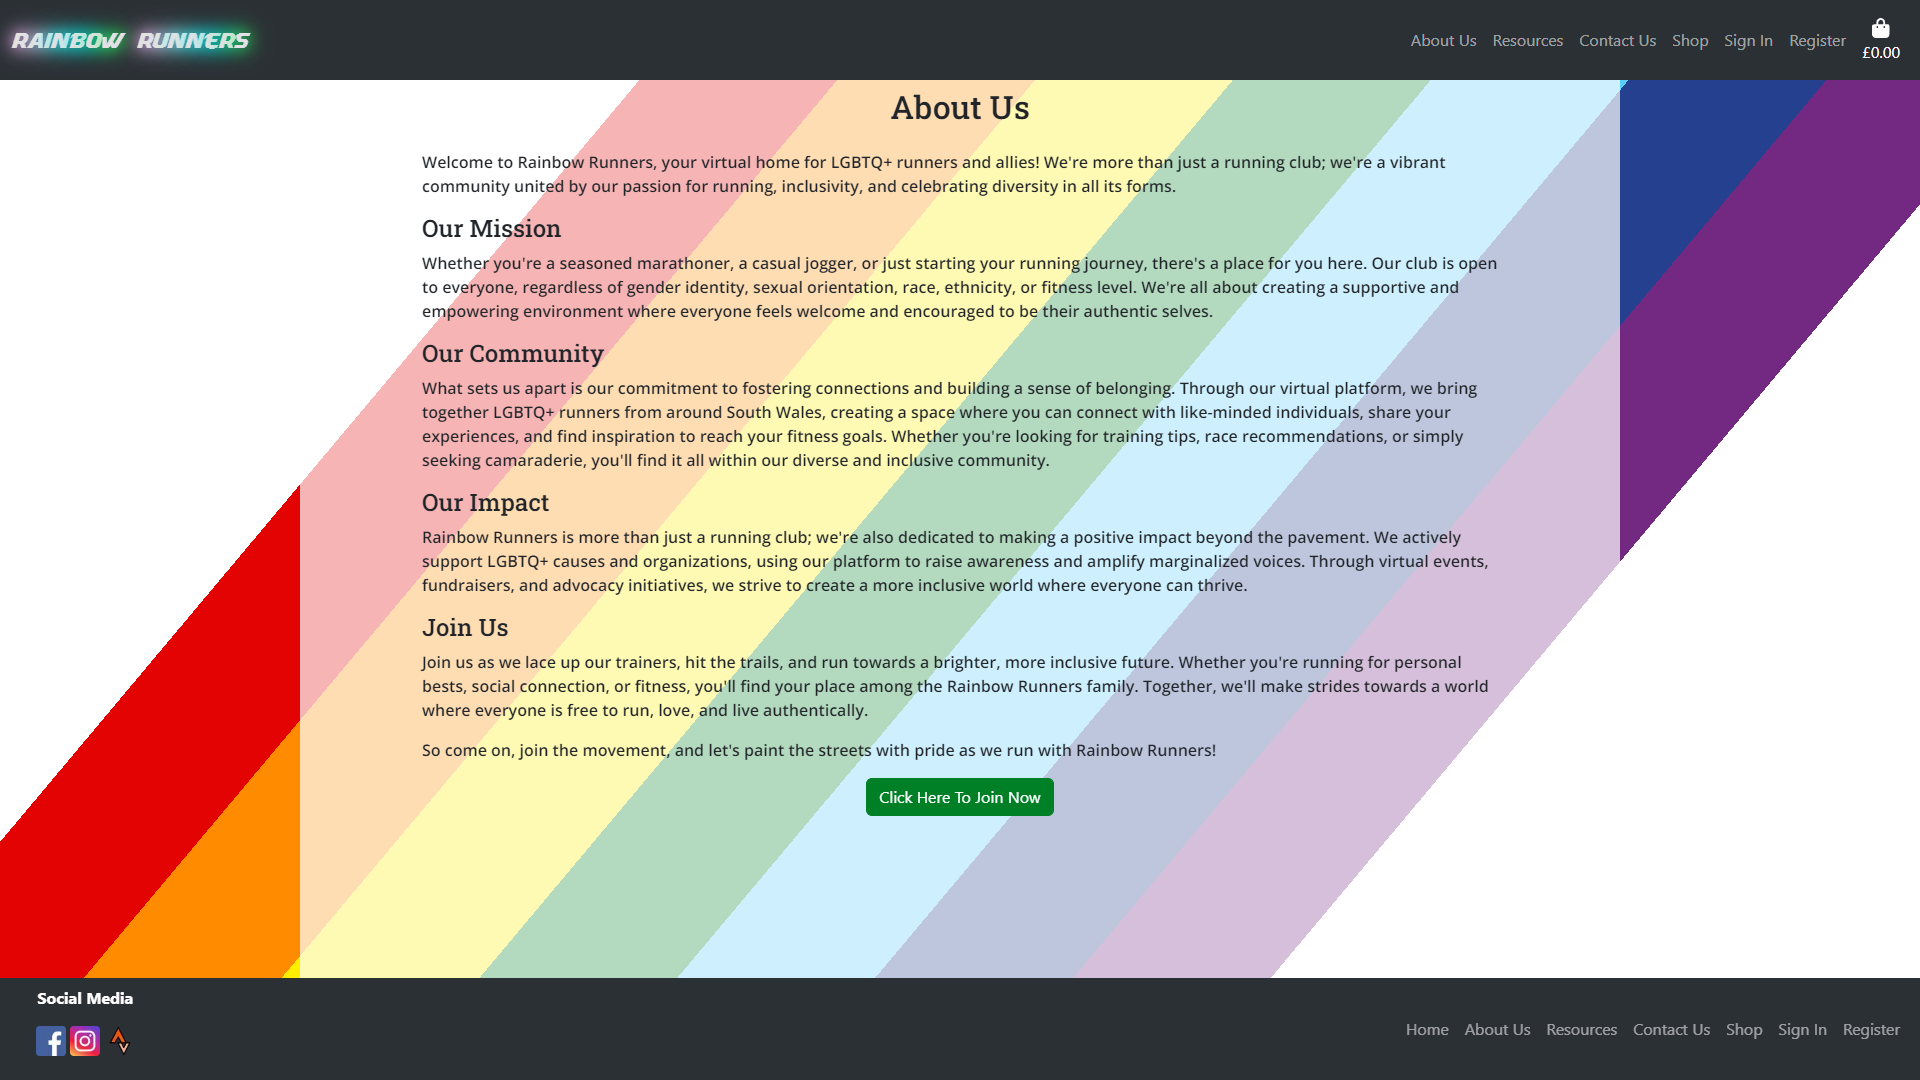 RAINBOW RUNNERS
About Us Resources Contact Us Shop Sign In Register £0.00
About Us
Welcome to Rainbow Runners, your virtual home for LGBTQ+ runners and allies! We're more than just a running club; we're a vibrant
community united by our passion for running, inclusivity, and celebrating diversity in all its forms.
Our Mission
Whether you're a seasoned marathoner, a casual jogger, or just starting your running journey, there's a place for you here. Our club is open
to everyone, regardless of gender identity, sexual orientation, race, ethnicity, or fitness level. We're all about creating a supportive and
empowering environment where everyone feels welcome and encouraged to be their authentic selves.
Our Community
What sets us apart is our commitment to fostering connections and building a sense of belonging. Through our virtual platform, we bring
together LGBTQ+ runners from around South Wales, creating a space where you can connect with like-minded individuals, share your
experiences, and find inspiration to reach your fitness goals. Whether you're looking for training tips, race recommendations, or simply
seeking camaraderie, you'll find it all within our diverse and inclusive community.
Our Impact
Rainbow Runners is more than just a running club; we're also dedicated to making a positive impact beyond the pavement. We actively
support LGBTQ+ causes and organizations, using our platform to raise awareness and amplify marginalized voices. Through virtual events,
fundraisers, and advocacy initiatives, we strive to create a more inclusive world where everyone can thrive.
Join Us
Join us as we lace up our trainers, hit the trails, and run towards a brighter, more inclusive future. Whether you're running for personal
bests, social connection, or fitness, you'll find your place among the Rainbow Runners family. Together, we'll make strides towards a world
where everyone is free to run, love, and live authentically.
So come on, join the movement, and let's paint the streets with pride as we run with Rainbow Runners!
Click Here To Join Now
Social Media
Home About Us Resources Contact Us Shop Sign In Register